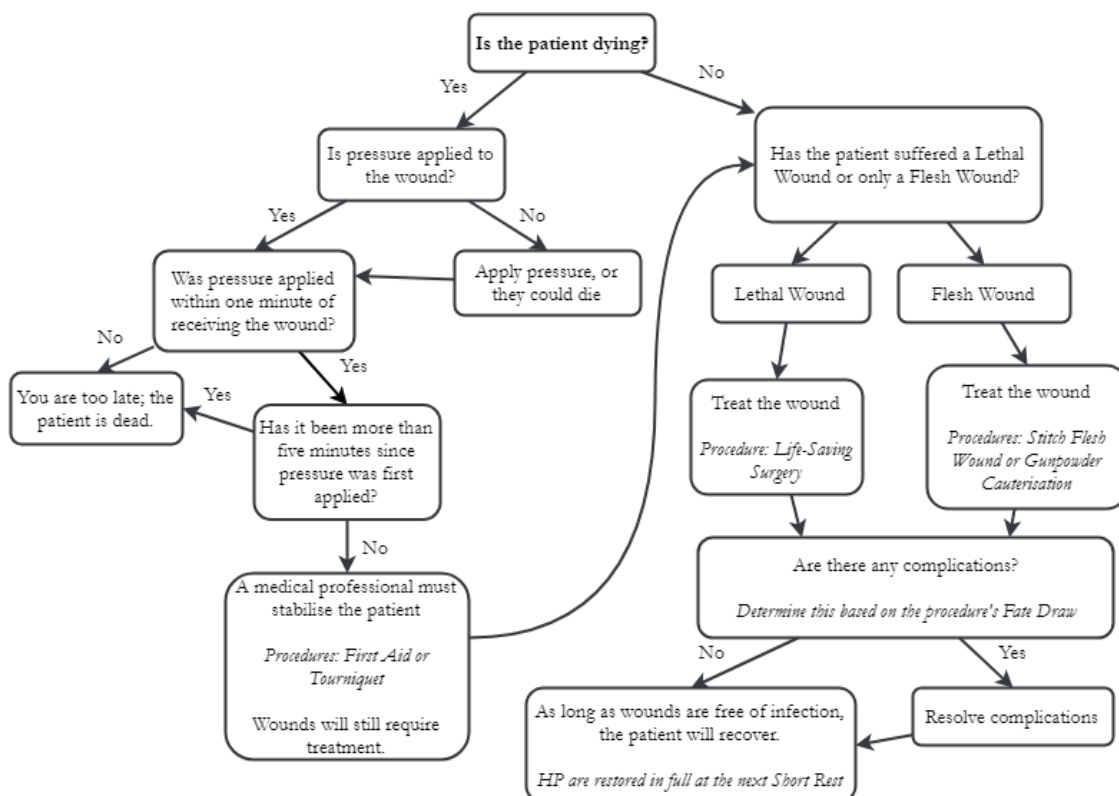 Is the patient dying?
Yes
No
Is pressure applied to
the wound?
Has the patient suffered a Lethal
Wound or only a Flesh Wound?
Yes
No
Was pressure applied
within one minute of
receiving the wound?
Apply pressure, or
they could die
Lethal Wound
Flesh Wound
No
Yes
You are too late; the
patient is dead.
Yes
Has it been more than
five minutes since
pressure was first
applied?
Treat the wound
Procedure: Life-Saving
Surgery
Treat the wound
Procedures: Stitch Flesh
Wound or Gunpowder
Cauterisation
No
A medical professional must
stabilise the patient
Procedures: First Aid or
Tourniquet
Wounds will still require
treatment.
Are there any complications?
Determine this based on the procedure's Fate Draw
No
Yes
As long as wounds are free of infection,
the patient will recover.
HP are restored in full at the next Short Rest
Resolve complications